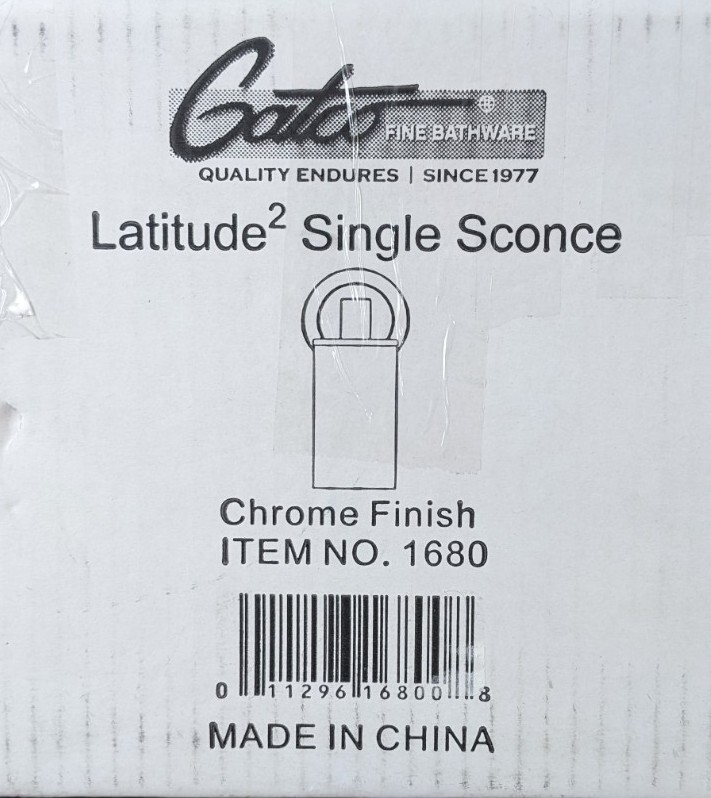 Gatco
FINE BATHWARE
QUALITY ENDURES | SINCE 1977
Latitude² Single Sconce
Chrome Finish
ITEM NO. 1680
0 11296 16800 8
MADE IN CHINA